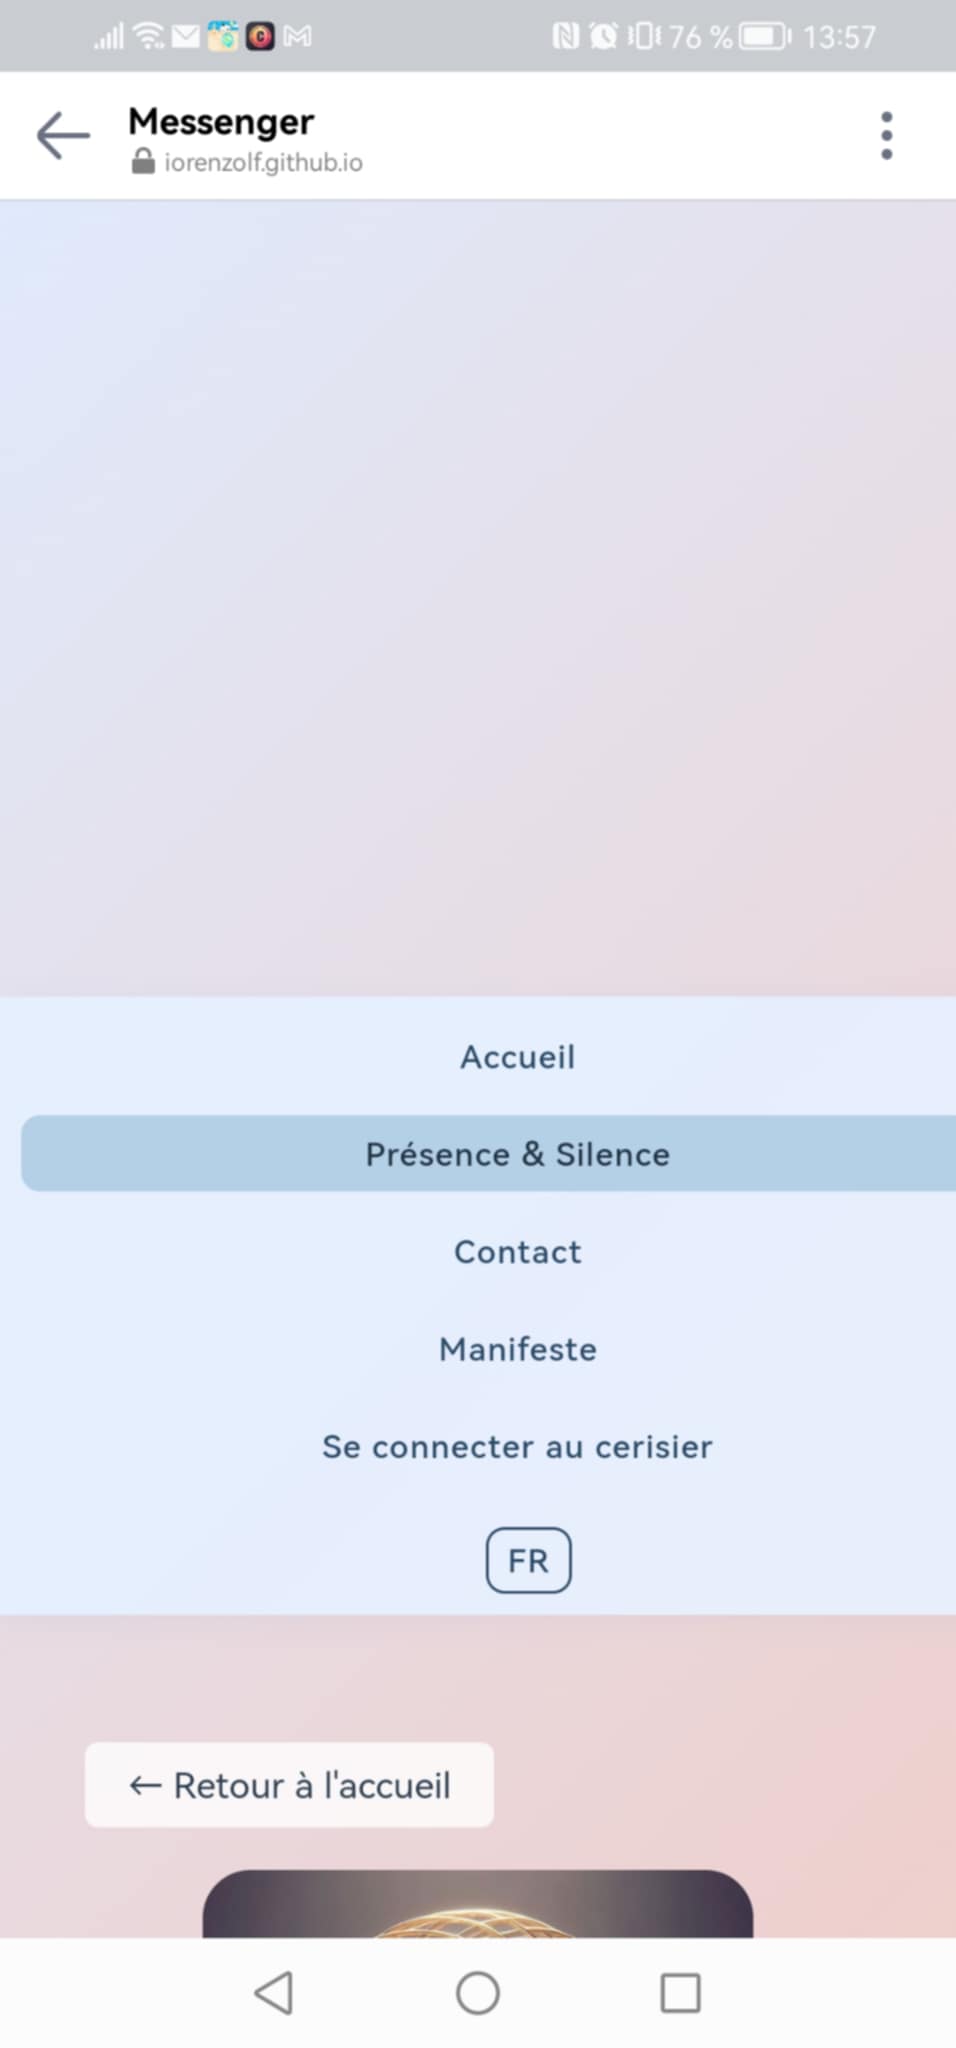 76 % 13:57
Messenger
iorenzolf.github.io
Accueil
Présence & Silence
Contact
Manifeste
Se connecter au cerisier
FR
← Retour à l'accueil